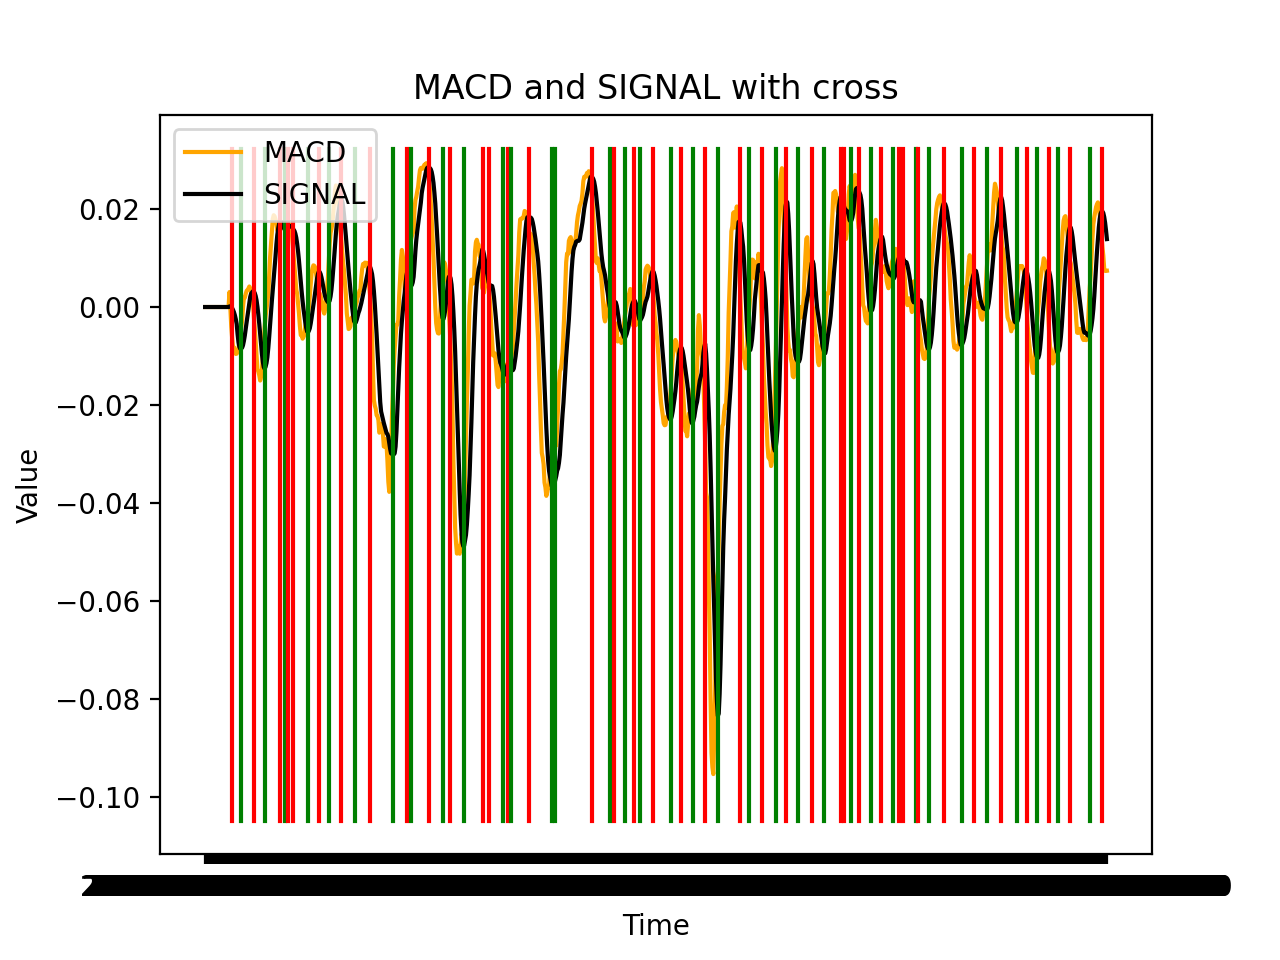 MACD and SIGNAL with cross
MACD
SIGNAL
0.02
0.00
−0.02
−0.04
−0.06
−0.08
−0.10
Value
Time